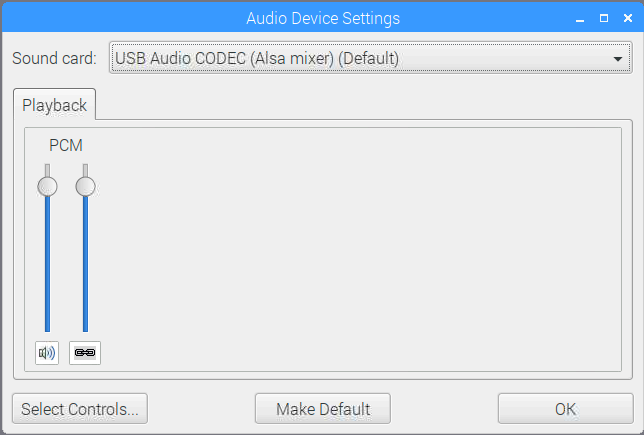 Audio Device Settings
Sound card: USB Audio CODEC (Alsa mixer) (Default)
Playback
PCM
Select Controls... Make Default OK